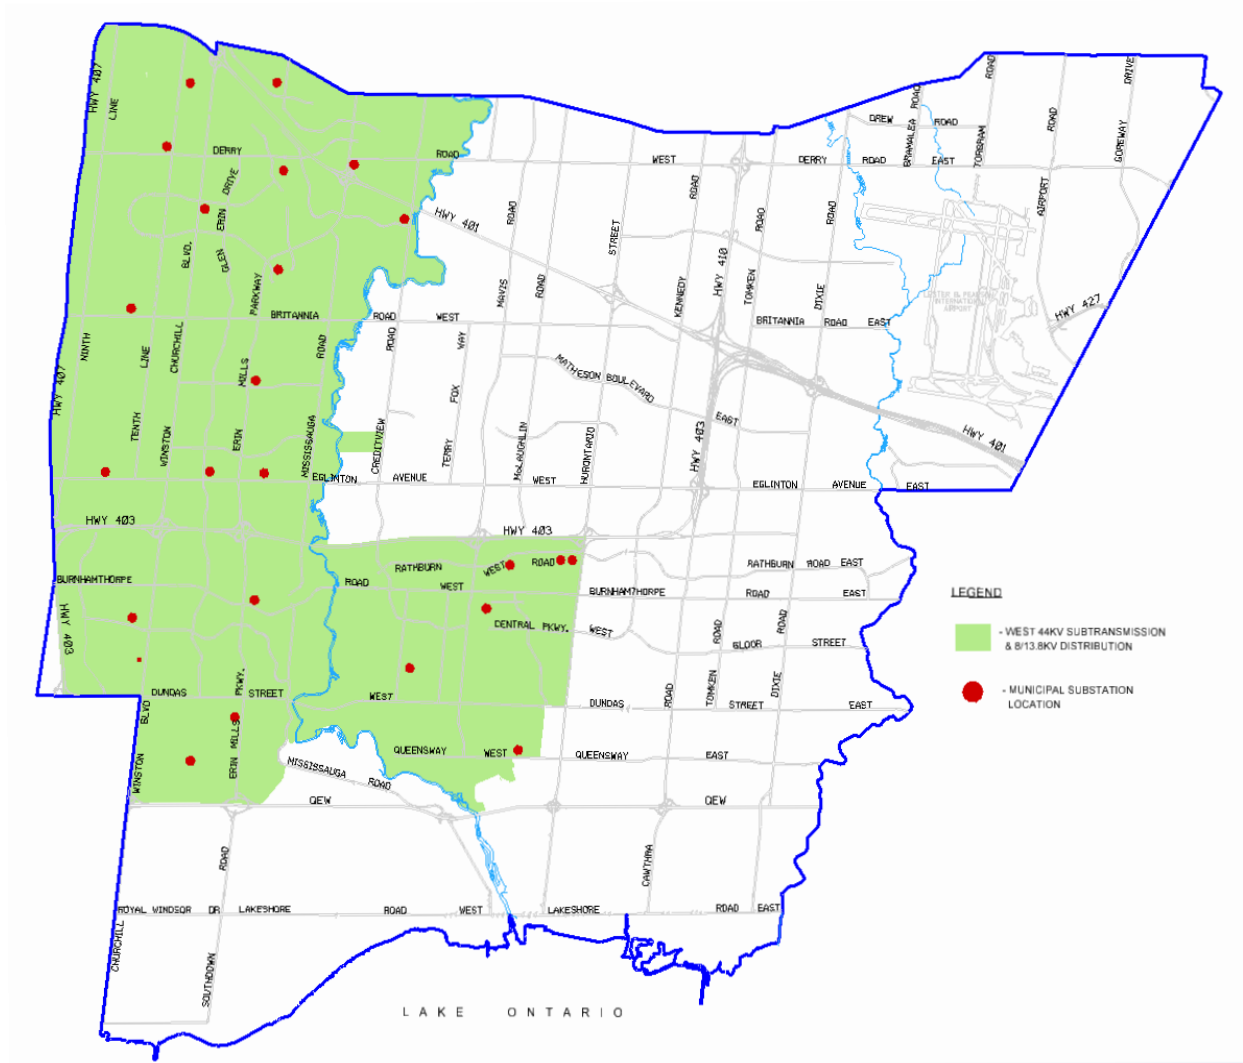 HWY 407
LINE
DERRY
ROAD
WEST
DERRY
ROAD
EAST
DREW
ROAD
BRAMALEA
ROAD
TORBRAM
ROAD
AIRPORT
ROAD
GOREWAY
DRIVE
ERIN
DRIVE
GLEN
BLVD.
HWY 401
MAVIS
ROAD
ROAD
STREET
KENNEDY
ROAD
HWY 410
TOMKEN
ROAD
DIXIE
ROAD
INTERNATIONAL
AIRPORT
HWY 427
PARKWAY
BRITANNIA
ROAD
WEST
BRITANNIA
ROAD
EAST
NINTH
LINE
CHURCHILL
ROAD
ROAD
WAY
FOX
MATHESON BOULEVARD
EAST
HWY 407
MILLS
TENTH
WINSTON
ERIN
MISSISSAUGA
CREDITVIEW
TERRY
McLAUGHLIN
HURONTARIO
HWY 403
HWY 401
EGLINTON
AVENUE
WEST
EGLINTON
AVENUE
EAST
HWY 403
HWY 403
RATHBURN
WEST
ROAD
RATHBURN
ROAD
EAST
BURNHAMTHORPE
ROAD
WEST
BURNHAMTHORPE
ROAD
EAST
HWY 403
CENTRAL PKWY.
WEST
ROAD
BLOOR
STREET
ROAD
LEGEND
- WEST 44KV SUBTRANSMISSION
& 8/13.8KV DISTRIBUTION
- MUNICIPAL SUBSTATION
LOCATION
DUNDAS
STREET
WEST
DUNDAS
STREET
EAST
PKWY.
BLVD
ROAD
TOMKEN
DIXIE
ERIN MILLS
WINSTON
QUEENSWAY
WEST
QUEENSWAY
EAST
MISSISSAUGA
ROAD
QEW
QEW
ROAD
CAWTHRA
ROYAL WINDSOR
DR
LAKESHORE
ROAD
WEST
LAKESHORE
ROAD
EAST
CHURCHILL
SOUTHDOWN
LAKE ONTARIO